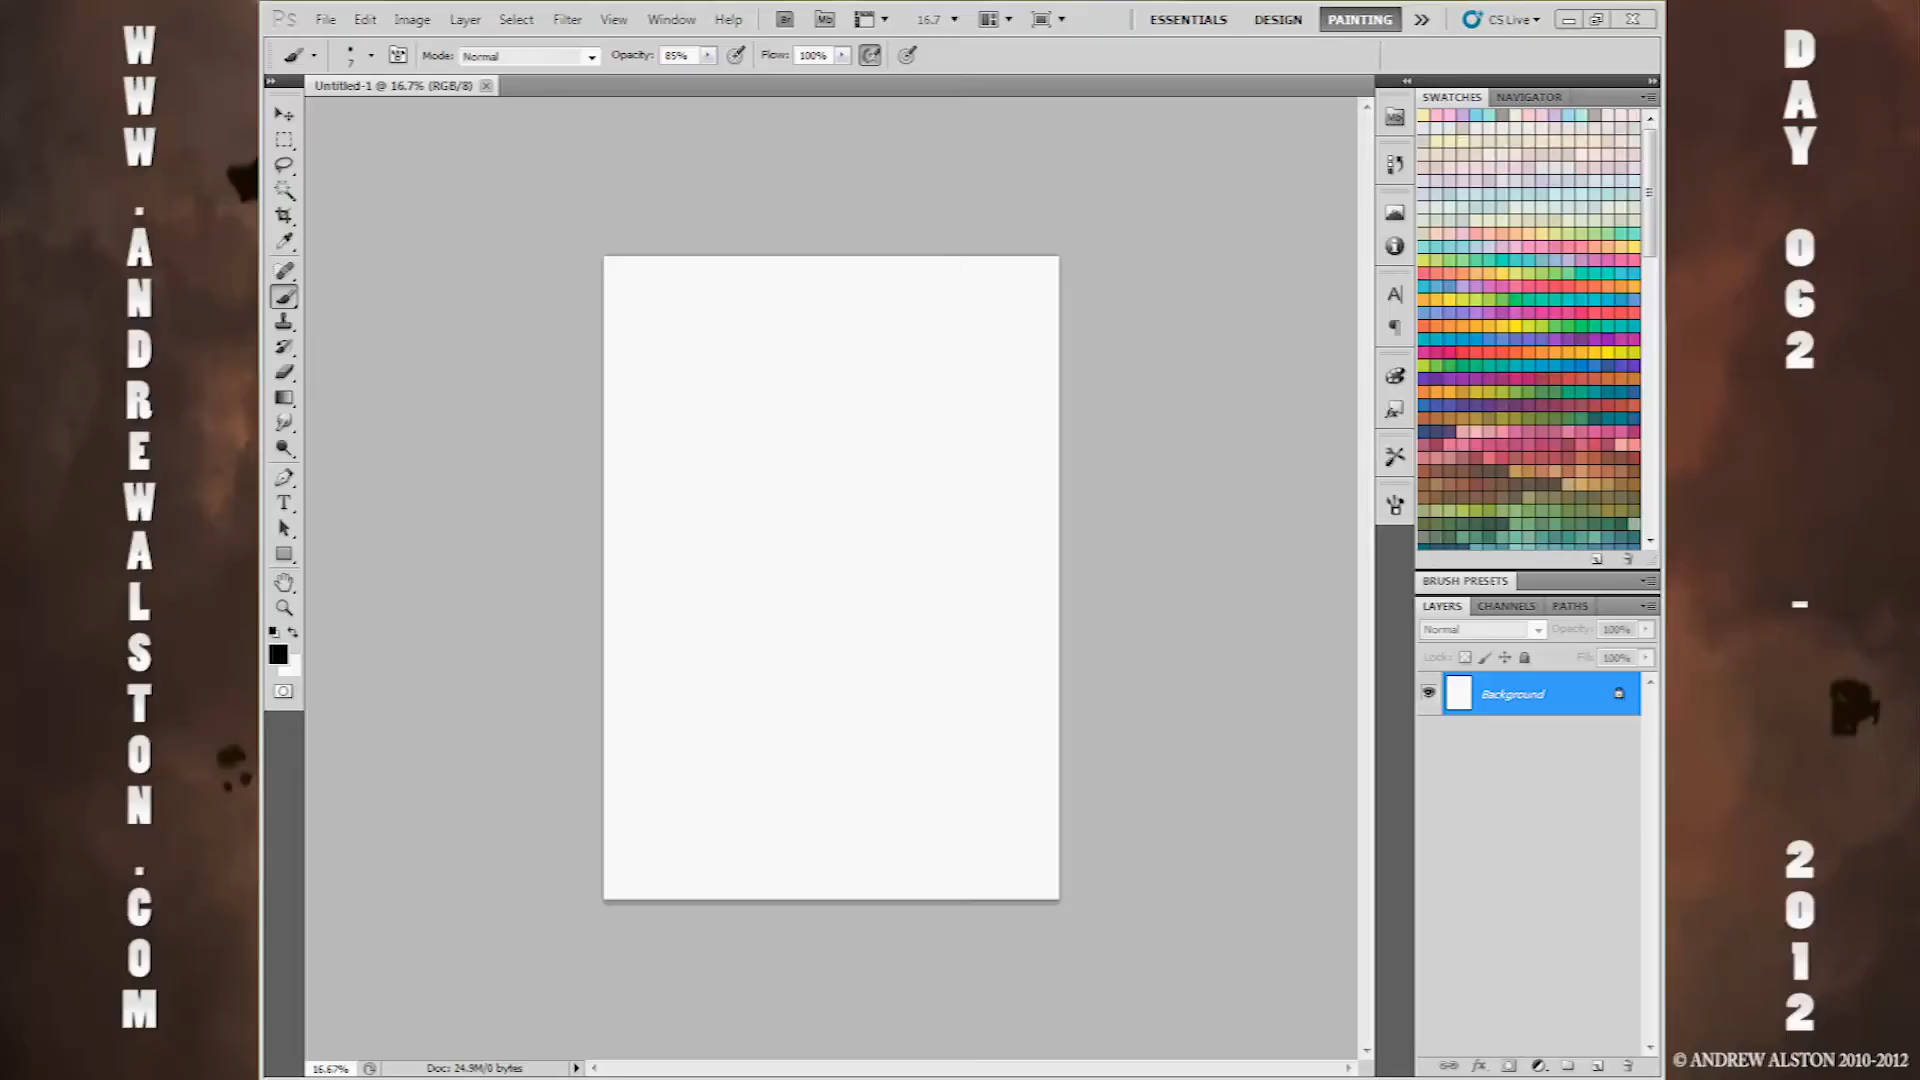 WWW.ANDREWALSTON.COM
Ps File Edit Image Layer Select Filter View Window Help Br Mb 16.7 ESSENTIALS DESIGN PAINTING CS Live
7 Mode: Normal Opacity: 85% Flow: 100%
Untitled-1 @ 16.7% (RGB/8)
SWATCHES NAVIGATOR
BRUSH PRESETS
LAYERS CHANNELS PATHS
Normal Opacity: 100%
Lock: Fill: 100%
Background
16.67% Doc: 24.9M/0 bytes
DAY 062 - 2012
© ANDREW ALSTON 2010-2012